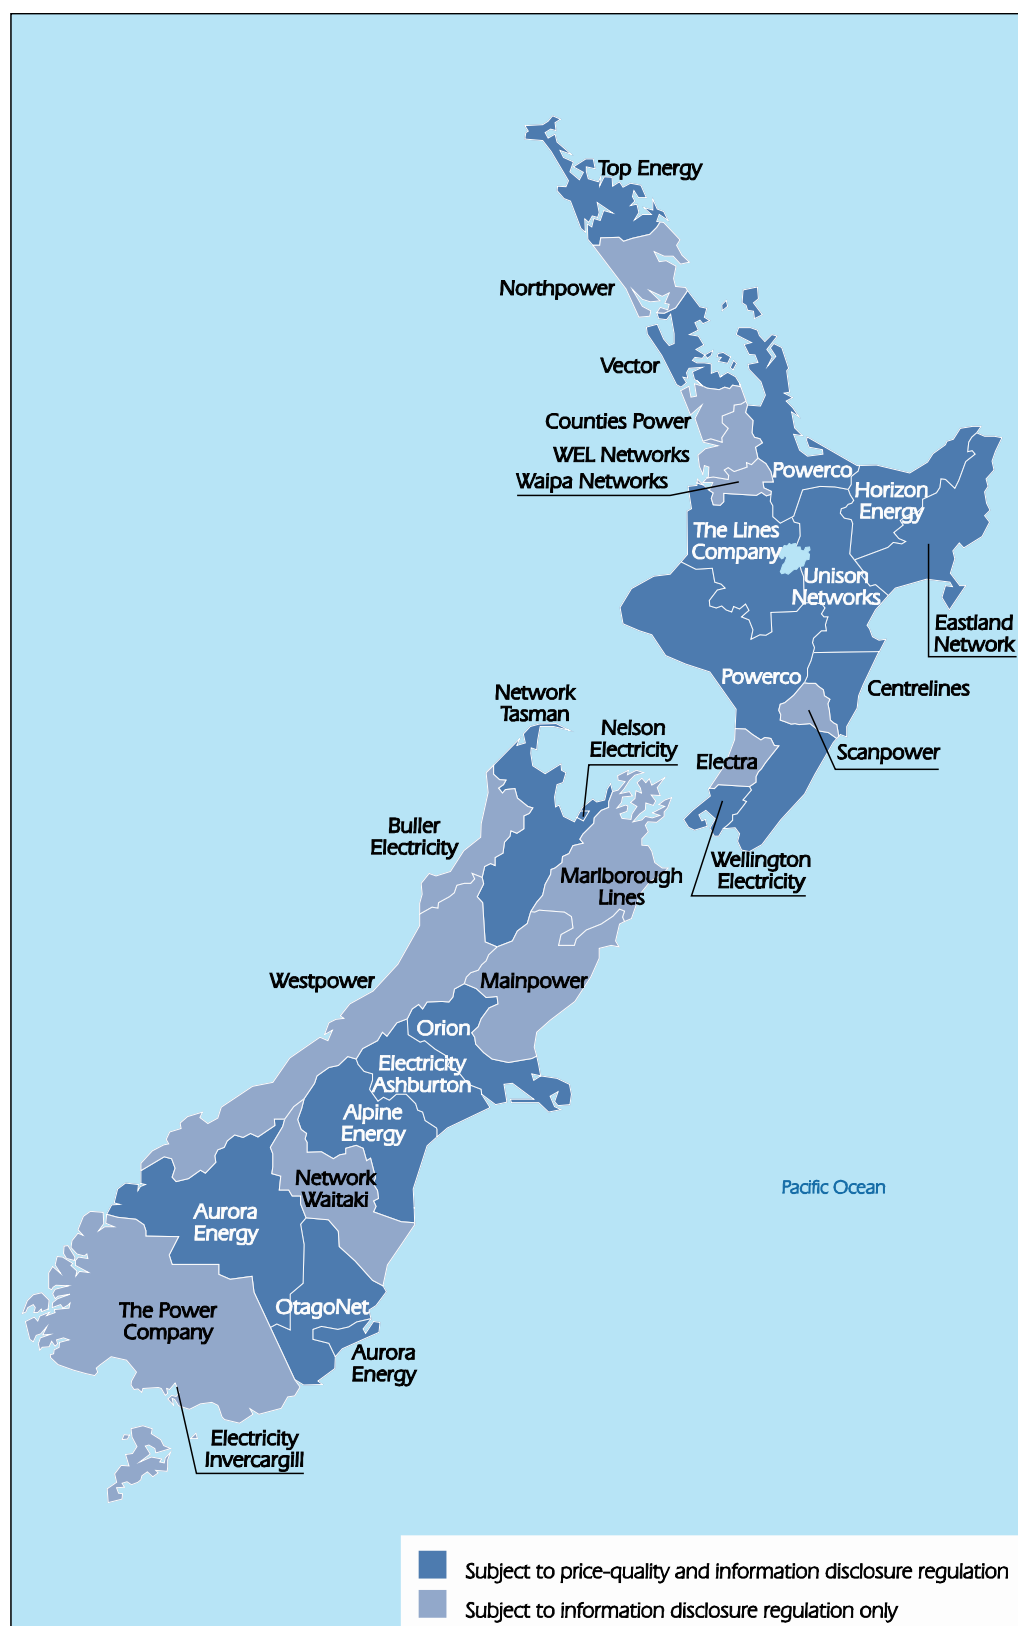 Top Energy
Northpower
Vector
Counties Power
WEL Networks
Waipa Networks
Powerco
Horizon
Energy
The Lines
Company
Unison
Networks
Eastland
Network
Powerco
Centrelines
Network
Tasman
Nelson
Electricity
Scanpower
Electra
Buller
Electricity
Wellington
Electricity
Marlborough
Lines
Westpower
Mainpower
Orion
Electricity
Ashburton
Alpine
Energy
Network
Waitaki
Pacific Ocean
Aurora
Energy
OtagoNet
The Power
Company
Aurora
Energy
Electricity
Invercargill
Subject to price-quality and information disclosure regulation
Subject to information disclosure regulation only